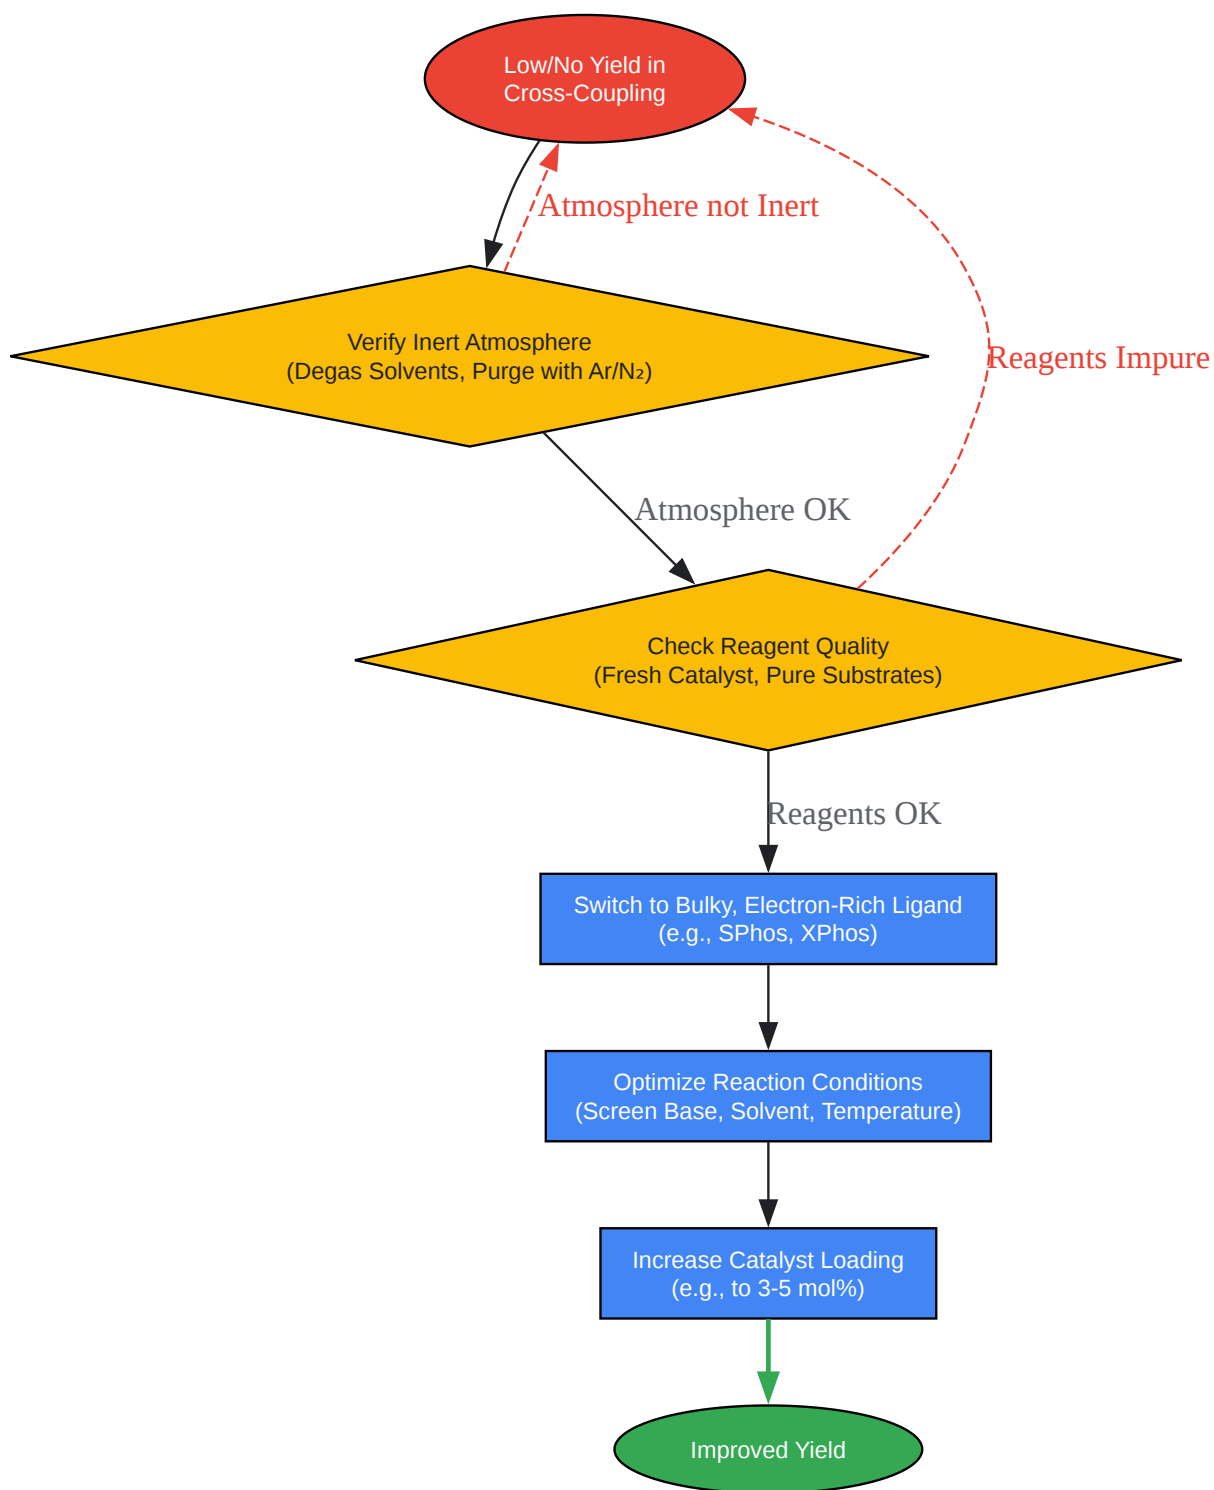 Low/No Yield in
Cross-Coupling
Atmosphere not Inert
Verify Inert Atmosphere
(Degas Solvents, Purge with Ar/N₂)
Reagents Impure
Atmosphere OK
Check Reagent Quality
(Fresh Catalyst, Pure Substrates)
Reagents OK
Switch to Bulky, Electron-Rich Ligand
(e.g., SPhos, XPhos)
Optimize Reaction Conditions
(Screen Base, Solvent, Temperature)
Increase Catalyst Loading
(e.g., to 3-5 mol%)
Improved Yield